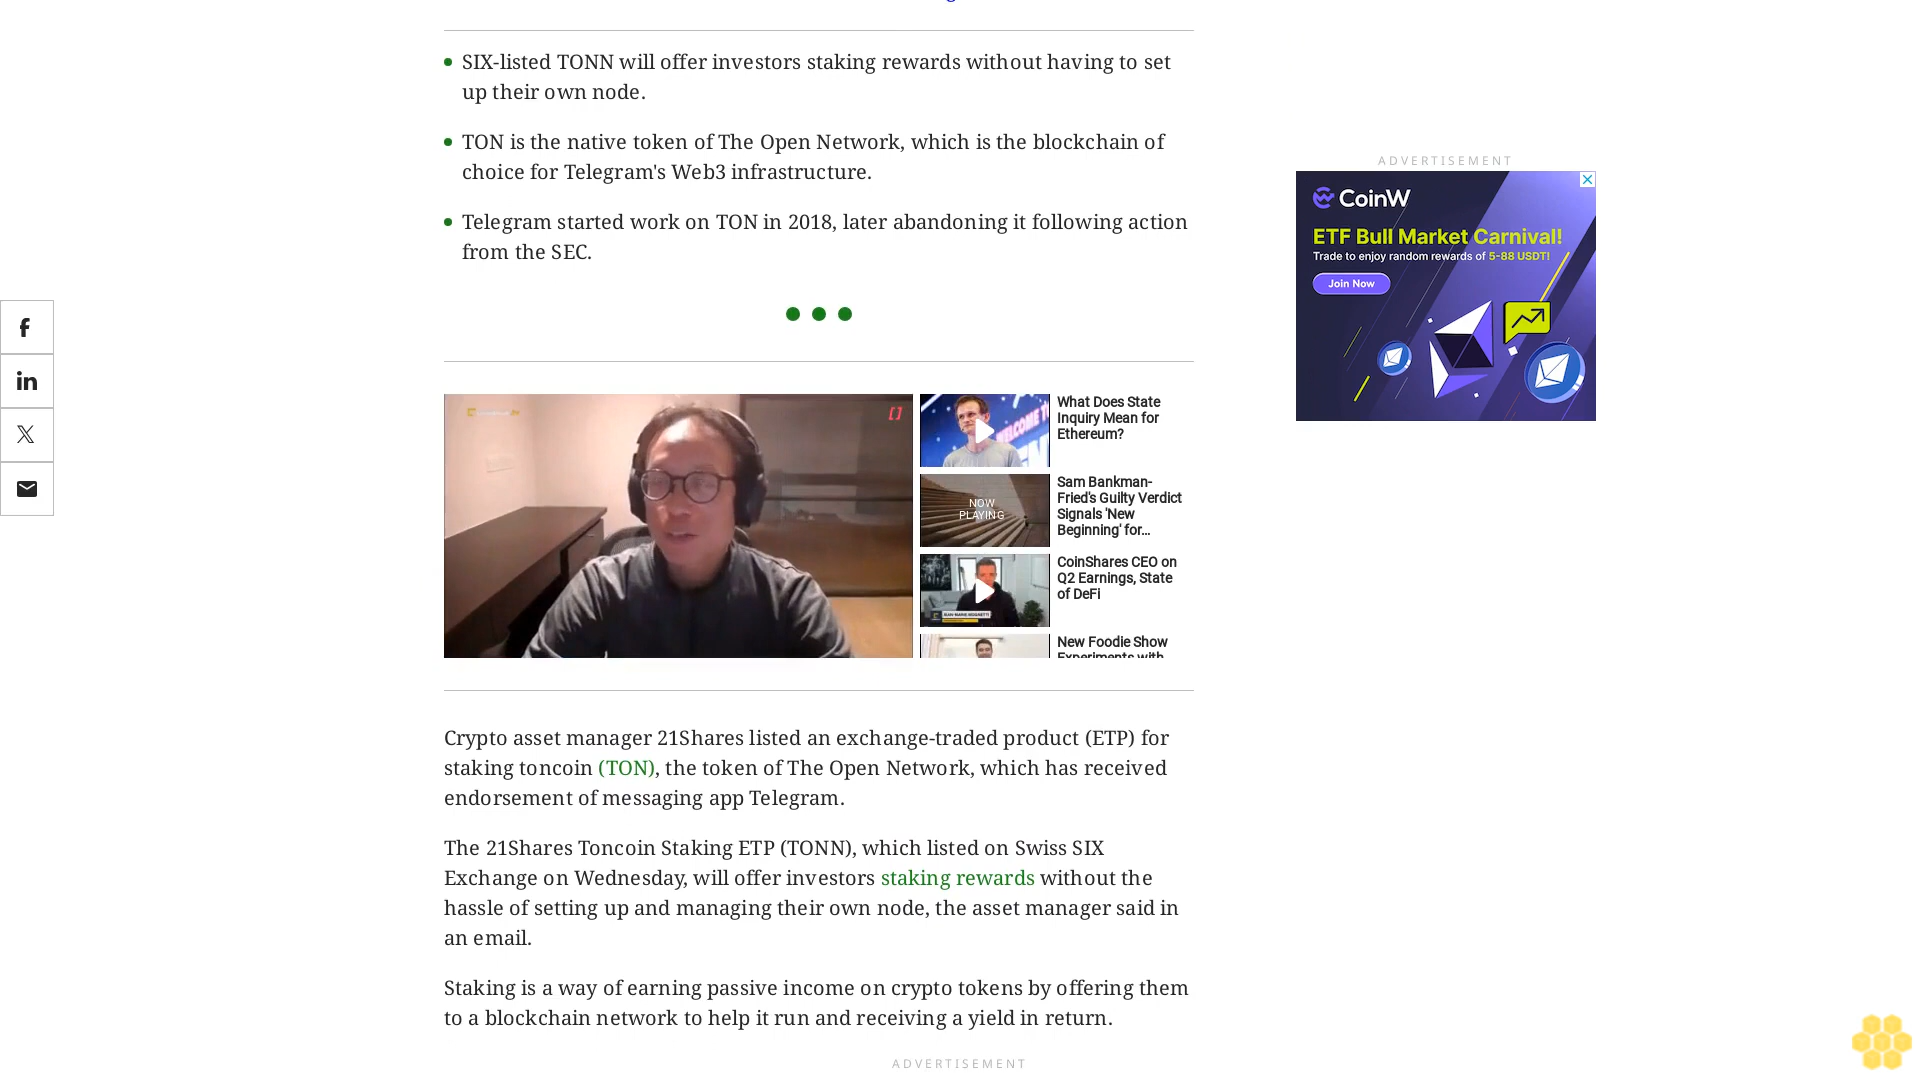 SIX-listed TONN will offer investors staking rewards without having to set
up their own node.
TON is the native token of The Open Network, which is the blockchain of
choice for Telegram's Web3 infrastructure.
Telegram started work on TON in 2018, later abandoning it following action
from the SEC.
ADVERTISEMENT
CoinW
ETF Bull Market Carnival!
Trade to enjoy random rewards of 5-88 USDT!
Join Now
What Does State
Inquiry Mean for
Ethereum?
WELCOME T
NOW
PLAYING
Sam Bankman-
Fried's Guilty Verdict
Signals 'New
Beginning' for...
CoinShares CEO on
Q2 Earnings, State
of DeFi
New Foodie Show
Experiments with
Crypto asset manager 21Shares listed an exchange-traded product (ETP) for
staking toncoin (TON), the token of The Open Network, which has received
endorsement of messaging app Telegram.
The 21Shares Toncoin Staking ETP (TONN), which listed on Swiss SIX
Exchange on Wednesday, will offer investors staking rewards without the
hassle of setting up and managing their own node, the asset manager said in
an email.
Staking is a way of earning passive income on crypto tokens by offering them
to a blockchain network to help it run and receiving a yield in return.
ADVERTISEMENT